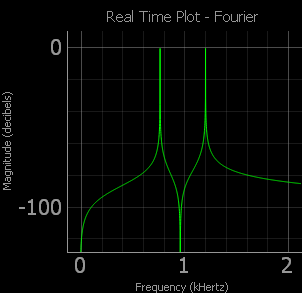 Real Time Plot - Fourier
0
Magnitude (decibels)
-100
0 1 2
Frequency (kHertz)